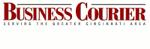 BUSINESS COURIER
SERVING THE GREATER CINCINNATI AREA